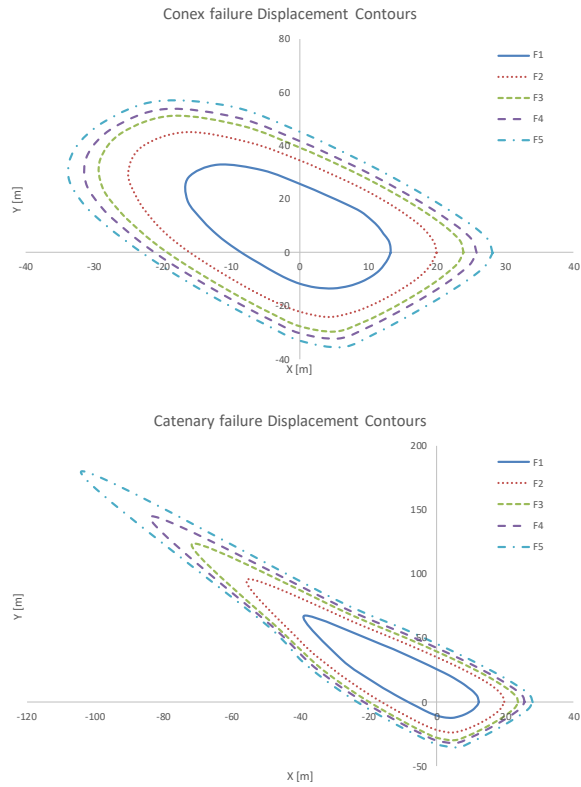 Conex failure Displacement Contours
80
60
40
20
0
-20
-40
-40
-30
-20
-10
0
10
20
30
40
Y [m]
X [m]
F1
F2
F3
F4
F5
Catenary failure Displacement Contours
200
150
100
50
0
-50
-120
-100
-80
-60
-40
-20
0
20
40
Y [m]
X [m]
F1
F2
F3
F4
F5